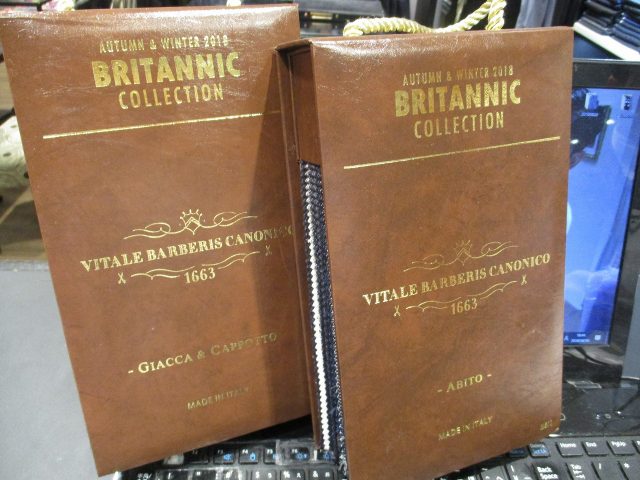 AUTUMN & WINTER 2018
BRITANNIC
COLLECTION
VITALE BARBERIS CANONICO
1663
- GIACCA & CAPPOTTO -
MADE IN ITALY
AUTUMN & WINTER 2018
BRITANNIC
COLLECTION
VITALE BARBERIS CANONICO
1663
- ABITO -
MADE IN ITALY